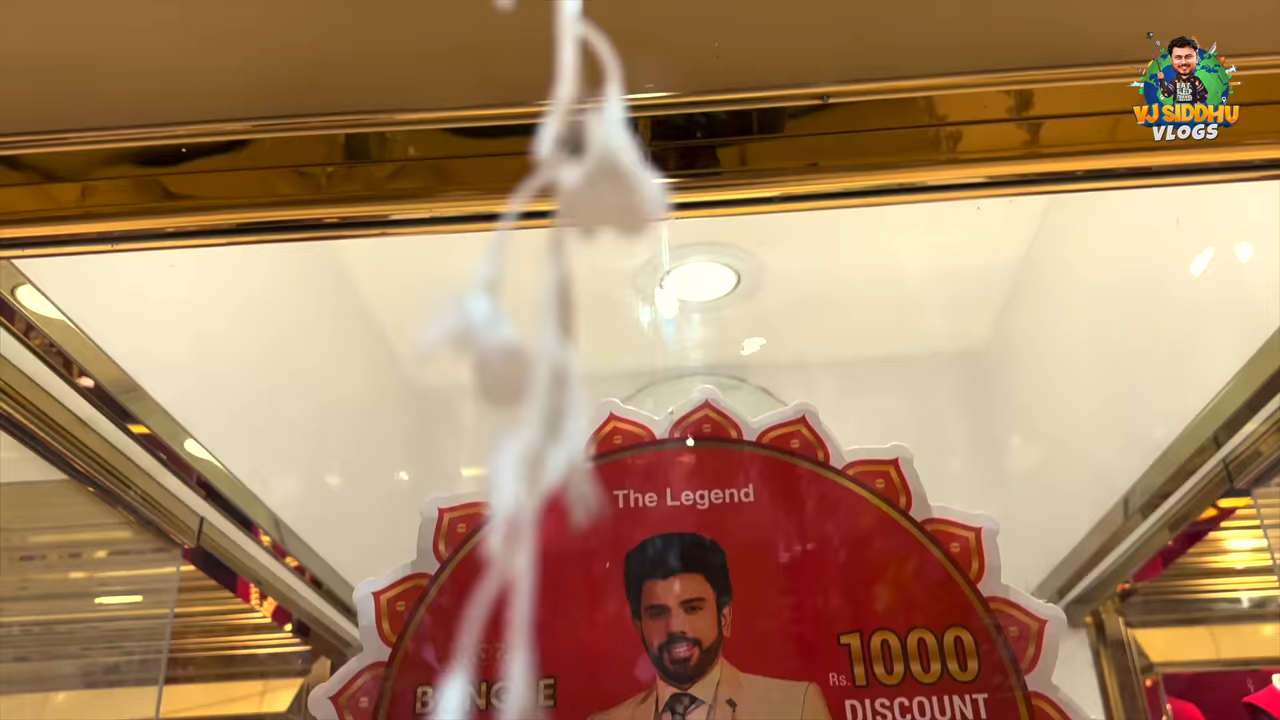 VJ SIDDHU
VLOGS
The Legend
Rs.1000
DISCOUNT